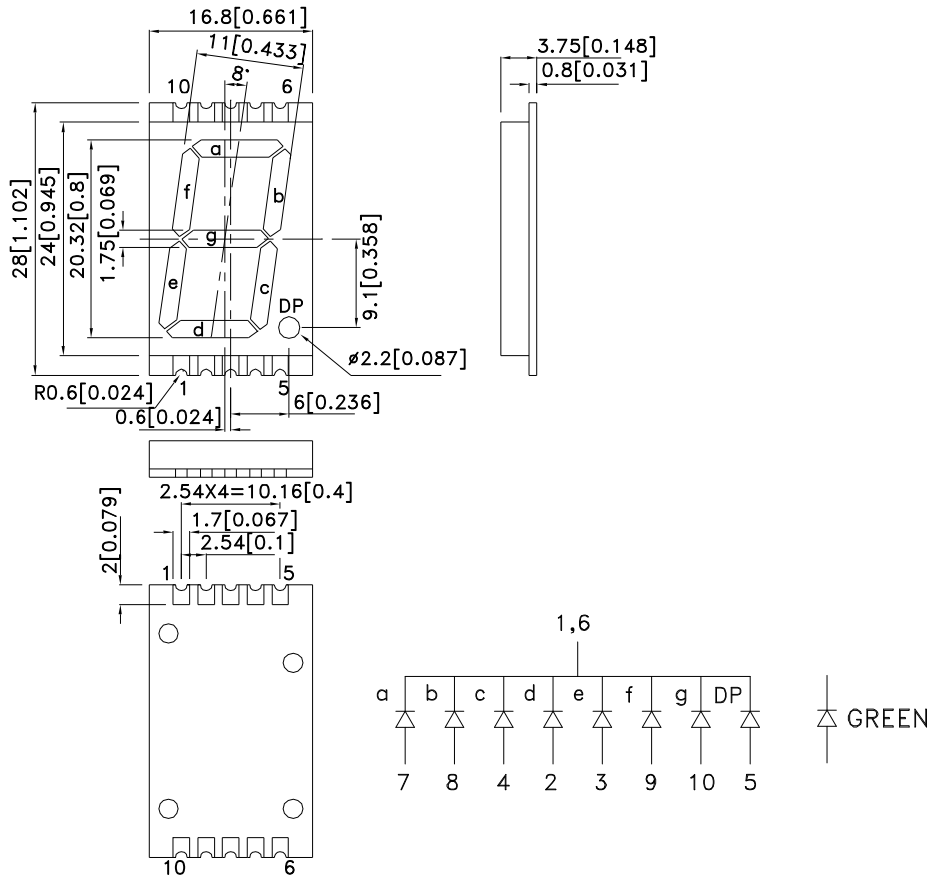 16.8[0.661]
11[0.433]
8°
10
6
28[1.102]
24[0.945]
20.32[0.8]
1.75[0.069]
a
f
b
g
e
c
d
DP
9.1[0.358]
ø2.2[0.087]
R0.6[0.024]
1
5
0.6[0.024]
6[0.236]
3.75[0.148]
0.8[0.031]
2.54X4=10.16[0.4]
1.7[0.067]
2.54[0.1]
2[0.079]
1
5
10
6
1,6
a b c d e f g DP
7 8 4 2 3 9 10 5
GREEN